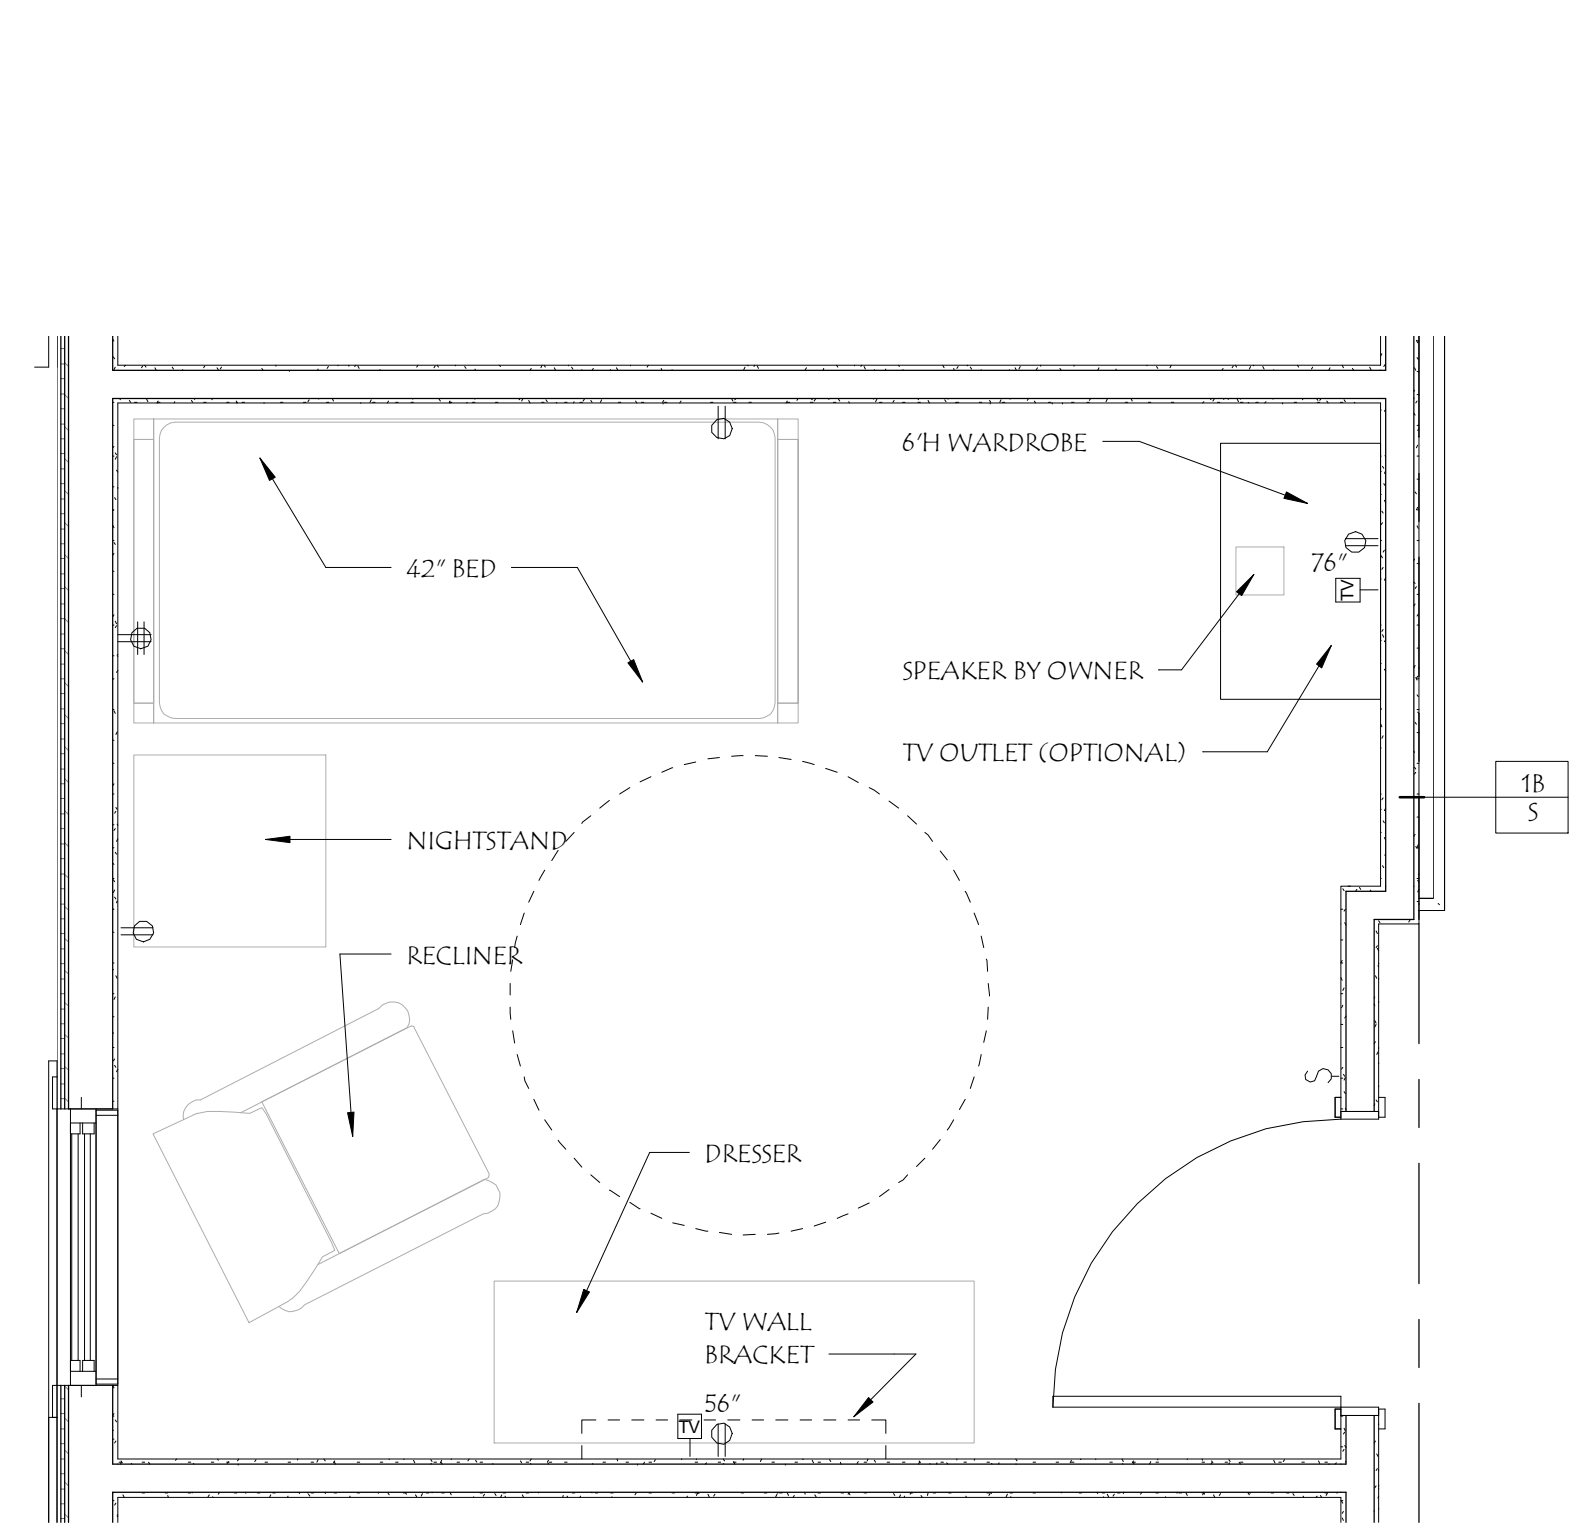 6'H WARDROBE
42" BED
76"
TV
SPEAKER BY OWNER
TV OUTLET (OPTIONAL)
1B
S
NIGHTSTAND
RECLINER
S
DRESSER
TV WALL
BRACKET
56"
TV